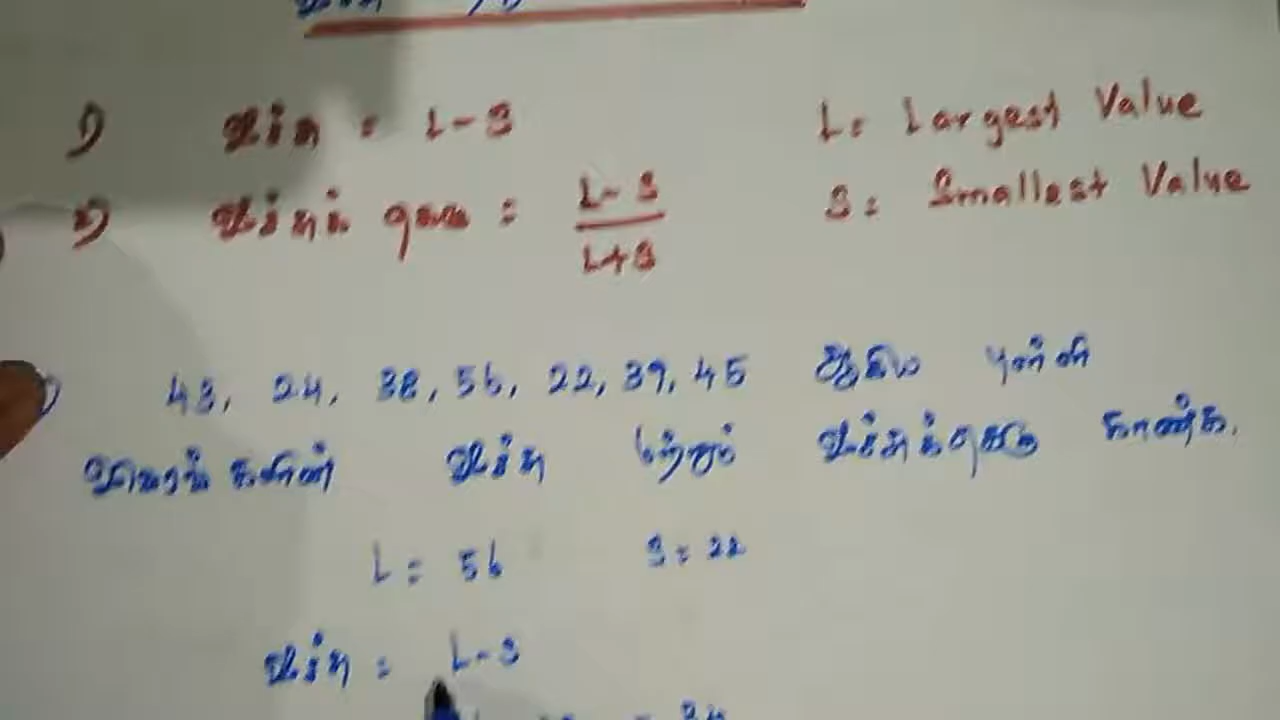 1) வீச்சு = L - S
L = Largest Value
2) வீச்சுக் கெழு = L - S / L + S
S = Smallest Value
43, 24, 38, 56, 22, 39, 45 ஆகிய புள்ளி
விவரங்களின் வீச்சு மற்றும் வீச்சுக்கெழு காண்க.
L = 56 S = 22
வீச்சு = L - S
= 34